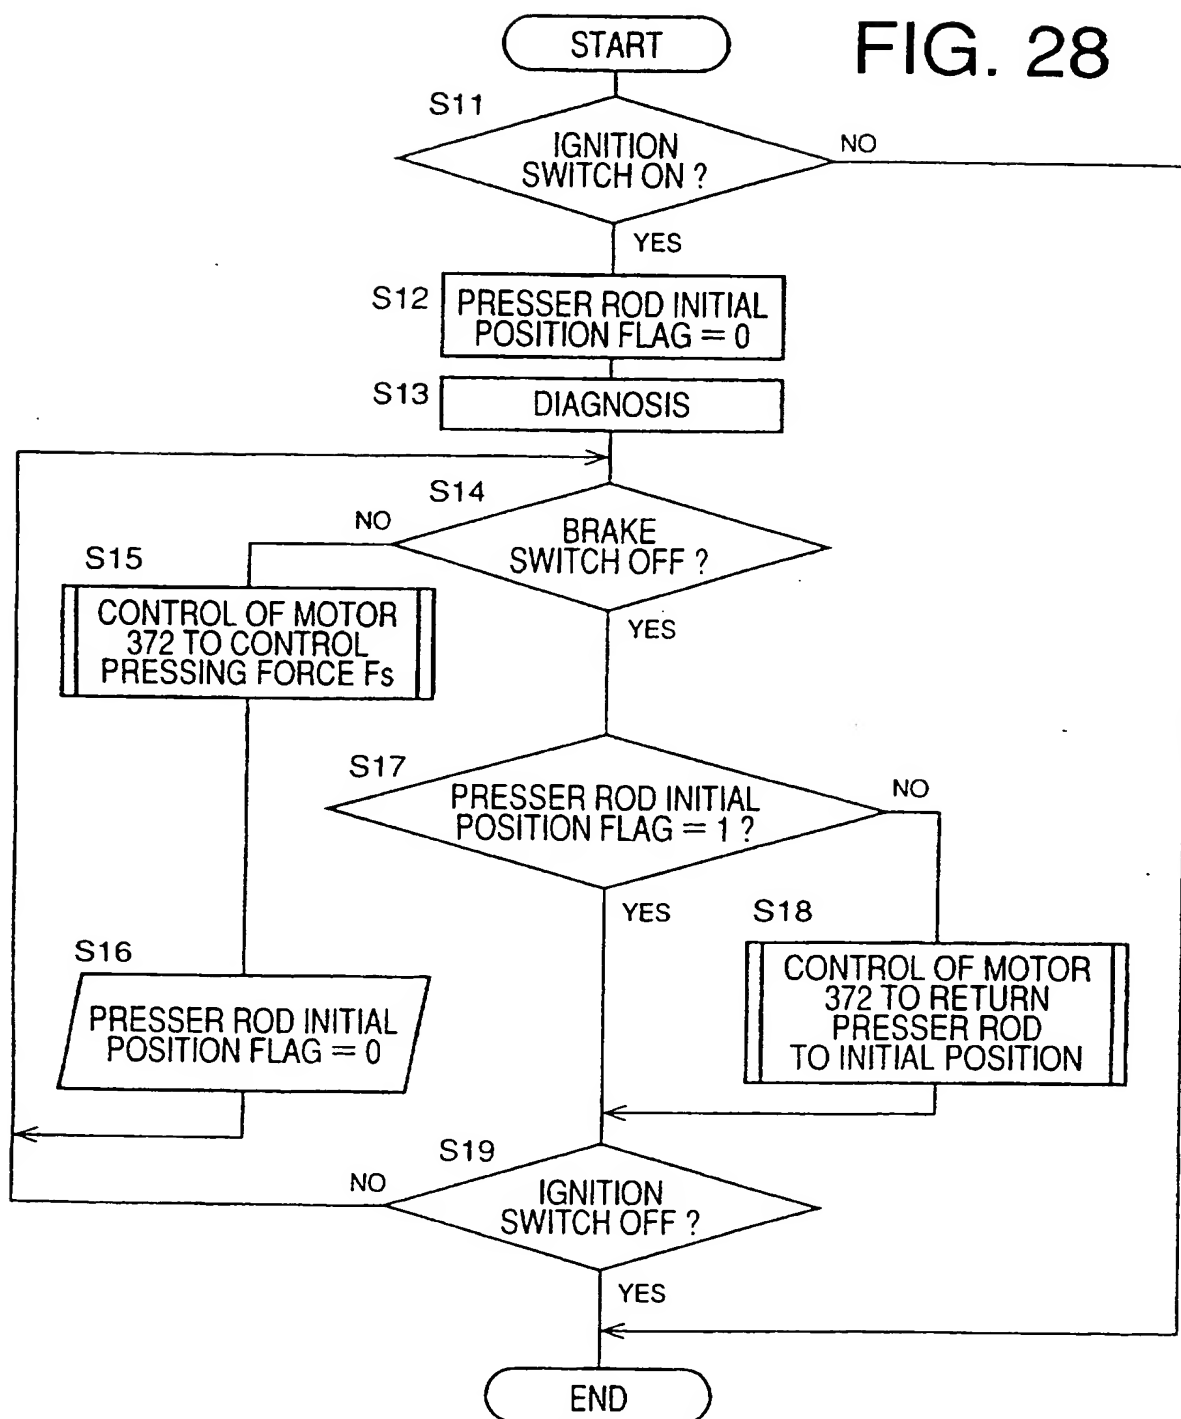 FIG. 28
START
S11
IGNITION
SWITCH ON ?
NO
YES
S12
PRESSER ROD INITIAL
POSITION FLAG = 0
S13
DIAGNOSIS
S14
BRAKE
SWITCH OFF ?
NO
YES
S15
CONTROL OF MOTOR
372 TO CONTROL
PRESSING FORCE Fs
S17
PRESSER ROD INITIAL
POSITION FLAG = 1 ?
NO
YES
S16
PRESSER ROD INITIAL
POSITION FLAG = 0
S18
CONTROL OF MOTOR
372 TO RETURN
PRESSER ROD
TO INITIAL POSITION
S19
IGNITION
SWITCH OFF ?
NO
YES
END